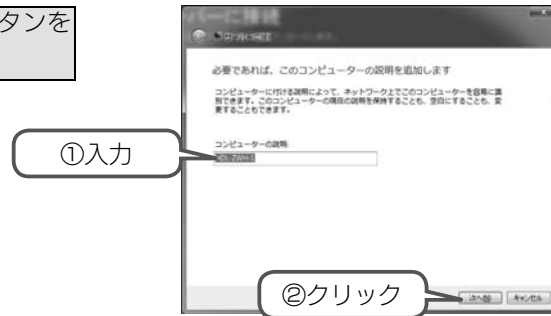 タンを
バーに接続
必要であれば、このコンピューターの説明を追加します
コンピューターに付ける説明によって、ネットワーク上でこのコンピューターを容易に識
別できます。このコンピューターの現在の説明を保持することも、空白にすることも、変
更することもできます。
コンピューターの説明:
①入力
②クリック
次へ(N) キャンセル